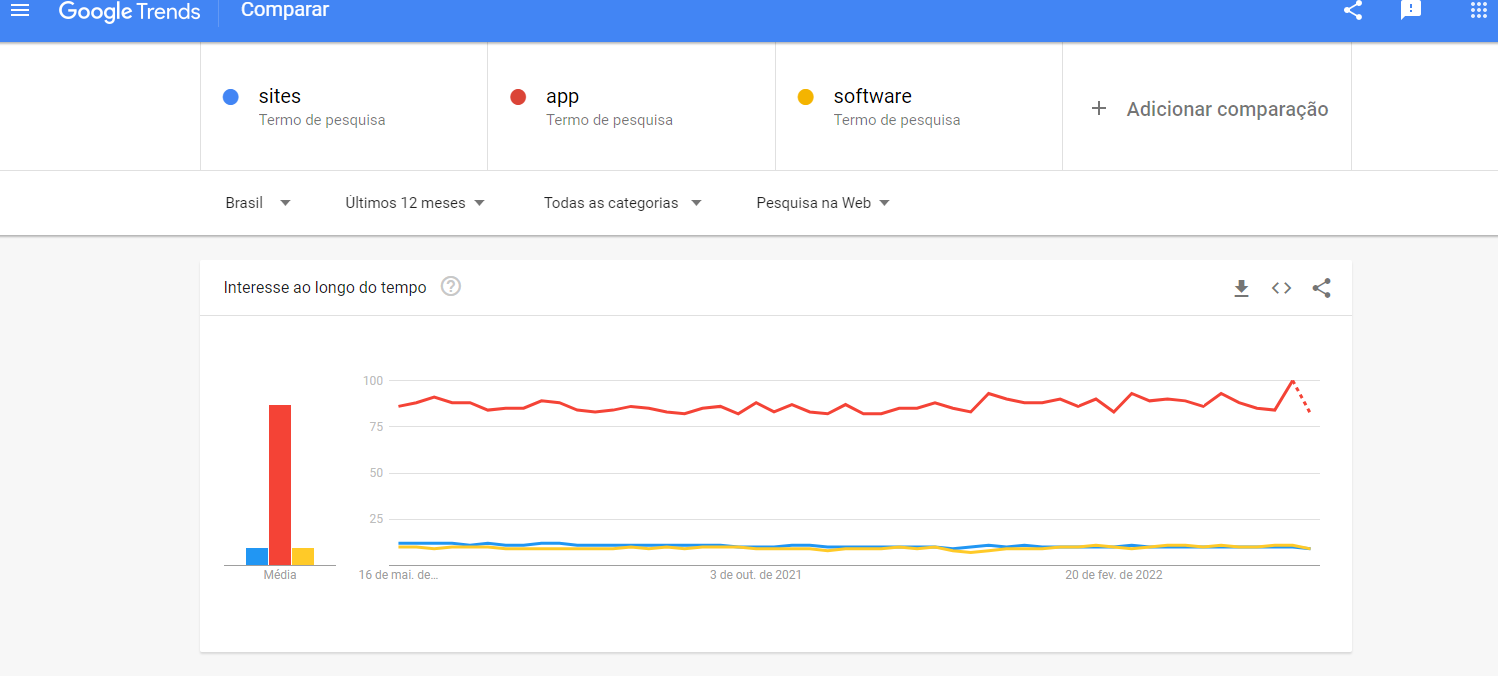 Google Trends Comparar
sites
Termo de pesquisa
app
Termo de pesquisa
software
Termo de pesquisa
+ Adicionar comparação
Brasil Últimos 12 meses Todas as categorias Pesquisa na Web
Interesse ao longo do tempo ?
100
75
50
25
Média
16 de mai. de… 3 de out. de 2021 20 de fev. de 2022